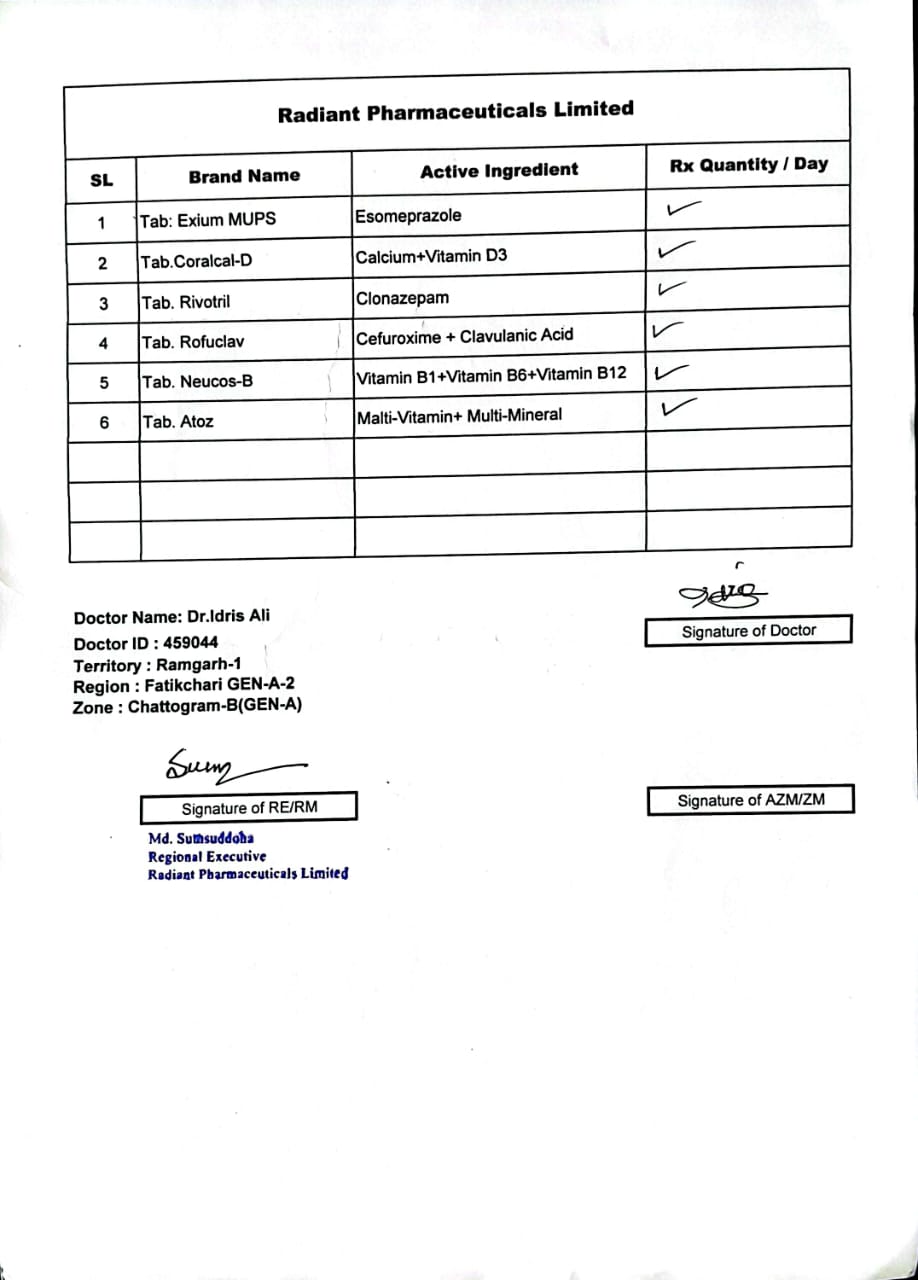 Radiant Pharmaceuticals Limited
SL Brand Name Active Ingredient Rx Quantity / Day
1 Tab: Exium MUPS Esomeprazole ✓
2 Tab.Coralcal-D Calcium+Vitamin D3 ✓
3 Tab. Rivotril Clonazepam ✓
4 Tab. Rofuclav Cefuroxime + Clavulanic Acid ✓
5 Tab. Neucos-B Vitamin B1+Vitamin B6+Vitamin B12 ✓
6 Tab. Atoz Malti-Vitamin+ Multi-Mineral ✓
Doctor Name: Dr.Idris Ali
Doctor ID : 459044
Territory : Ramgarh-1
Region : Fatikchari GEN-A-2
Zone : Chattogram-B(GEN-A)
Signature of Doctor
Signature of RE/RM
Md. Sumsuddoha
Regional Executive
Radiant Pharmaceuticals Limited
Signature of AZM/ZM